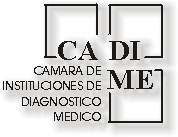 CA DI
CAMARA DE ME
INSTITUCIONES DE
DIAGNOSTICO
MEDICO